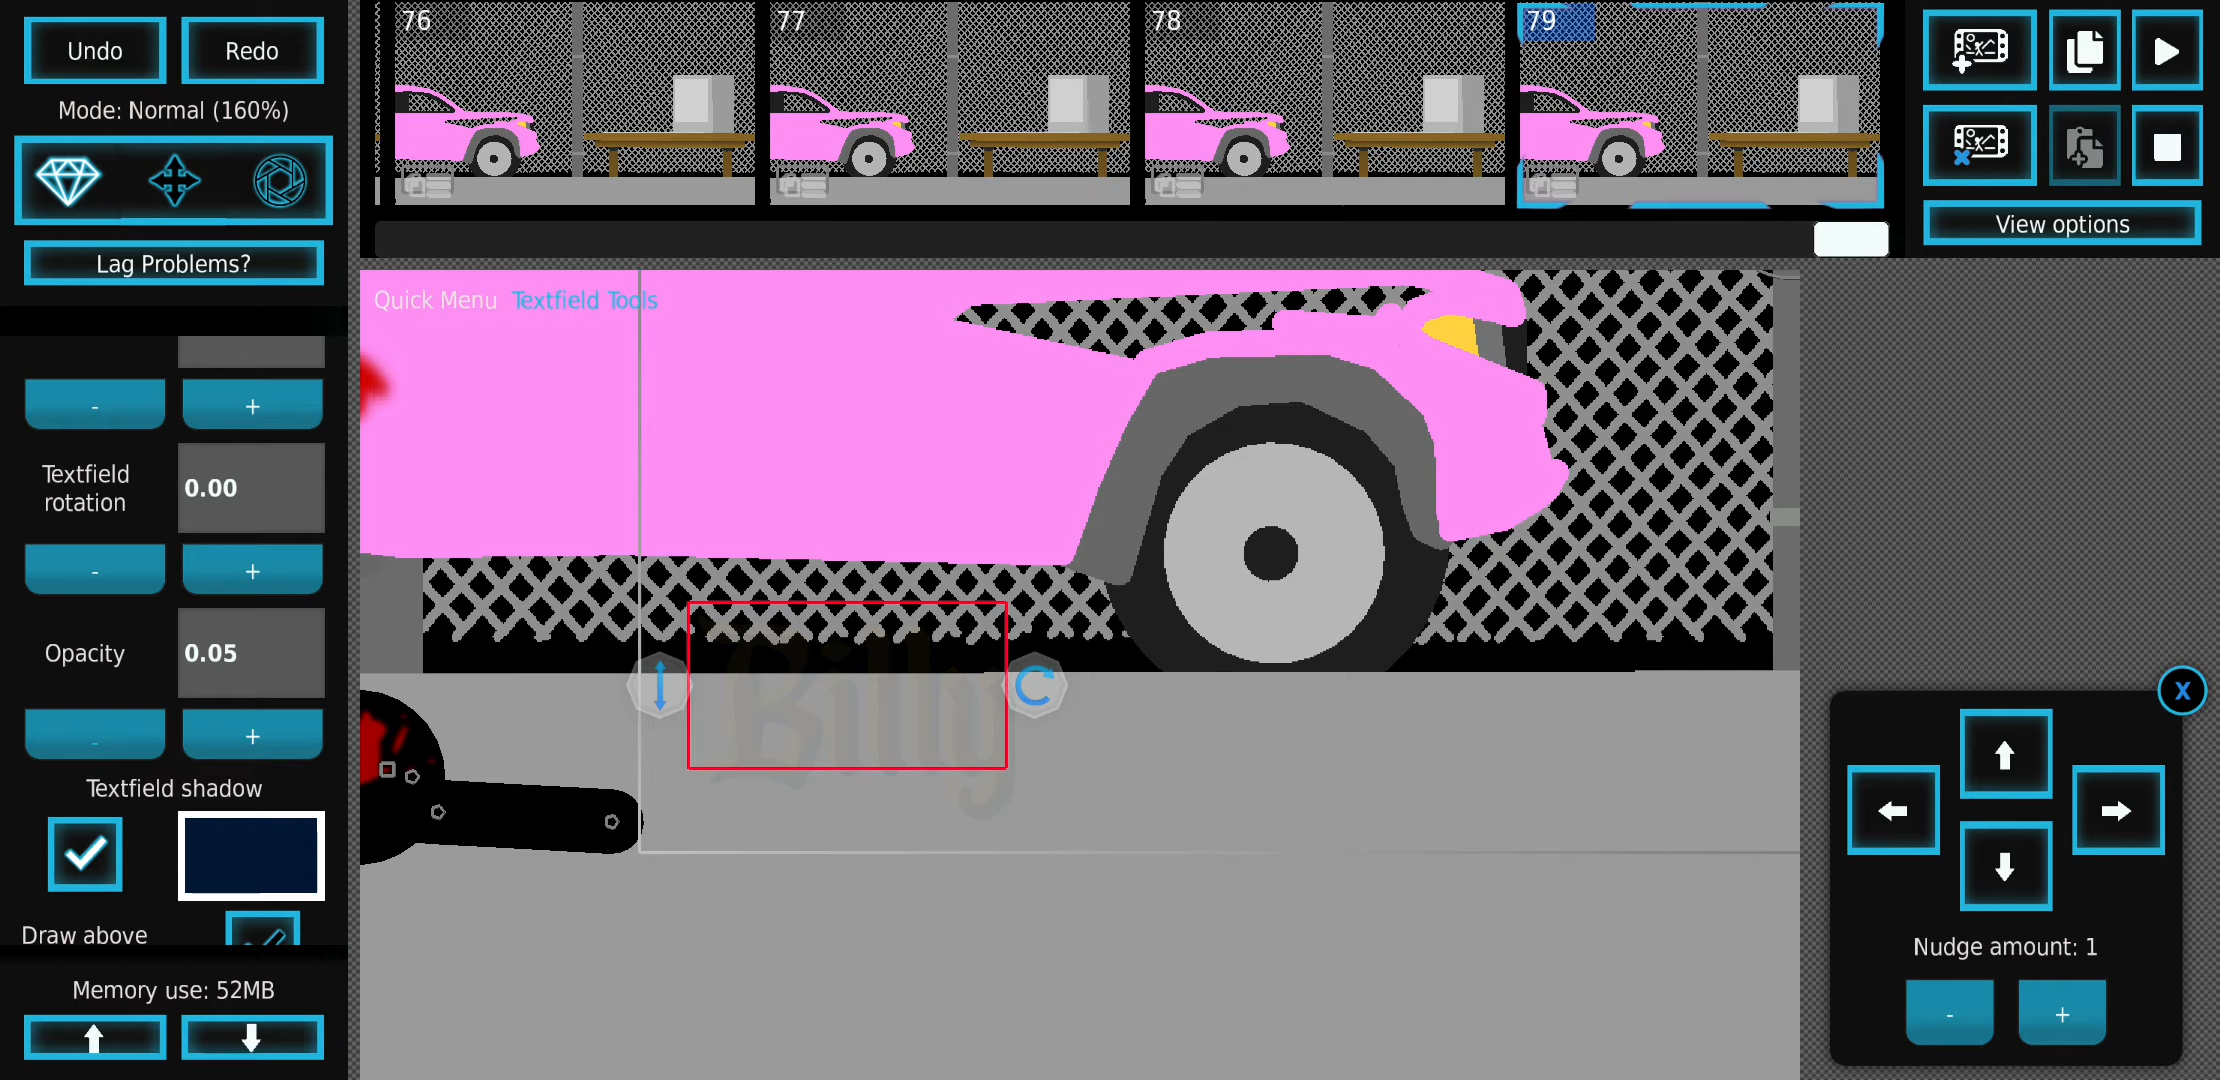 Undo
Redo
Mode: Normal (160%)
Lag Problems?
76
77
78
79
View options
Quick Menu
Textfield Tools
-
+
Textfield
rotation
0.00
-
+
Opacity
0.05
-
+
Textfield shadow
Draw above
Memory use: 52MB
Billy
X
Nudge amount: 1
-
+